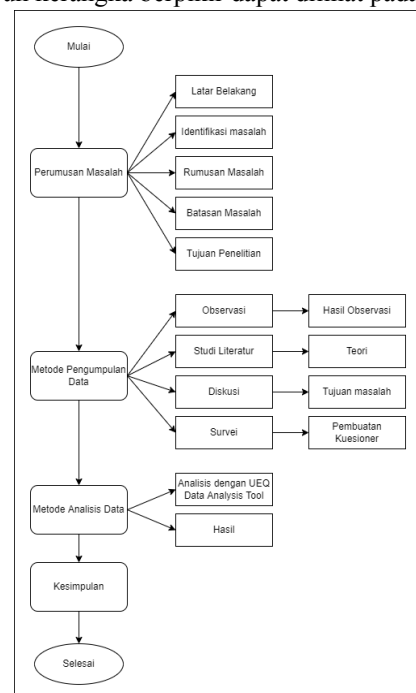 Mulai
Latar Belakang
Identifikasi masalah
Perumusan Masalah
Rumusan Masalah
Batasan Masalah
Tujuan Penelitian
Observasi
Hasil Observasi
Metode Pengumpulan
Data
Studi Literatur
Teori
Diskusi
Tujuan masalah
Survei
Pembuatan
Kuesioner
Metode Analisis Data
Analisis dengan UEQ
Data Analysis Tool
Hasil
Kesimpulan
Selesai